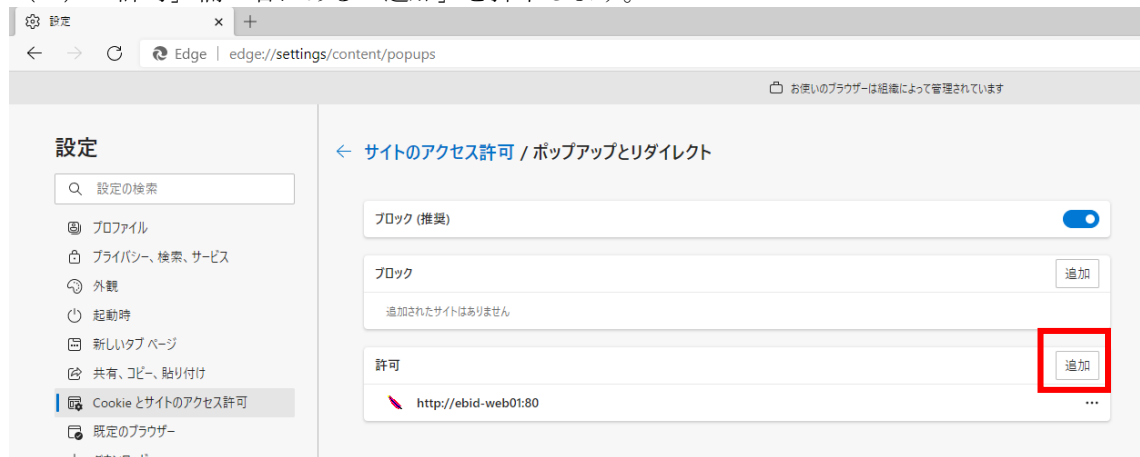 設定
Edge | edge://settings/content/popups
お使いのブラウザーは組織によって管理されています
設定
設定の検索
プロファイル
プライバシー、検索、サービス
外観
起動時
新しいタブ ページ
共有、コピー、貼り付け
Cookie とサイトのアクセス許可
既定のブラウザー
サイトのアクセス許可 / ポップアップとリダイレクト
ブロック (推奨)
ブロック
追加
追加されたサイトはありません
許可
追加
http://ebid-web01:80